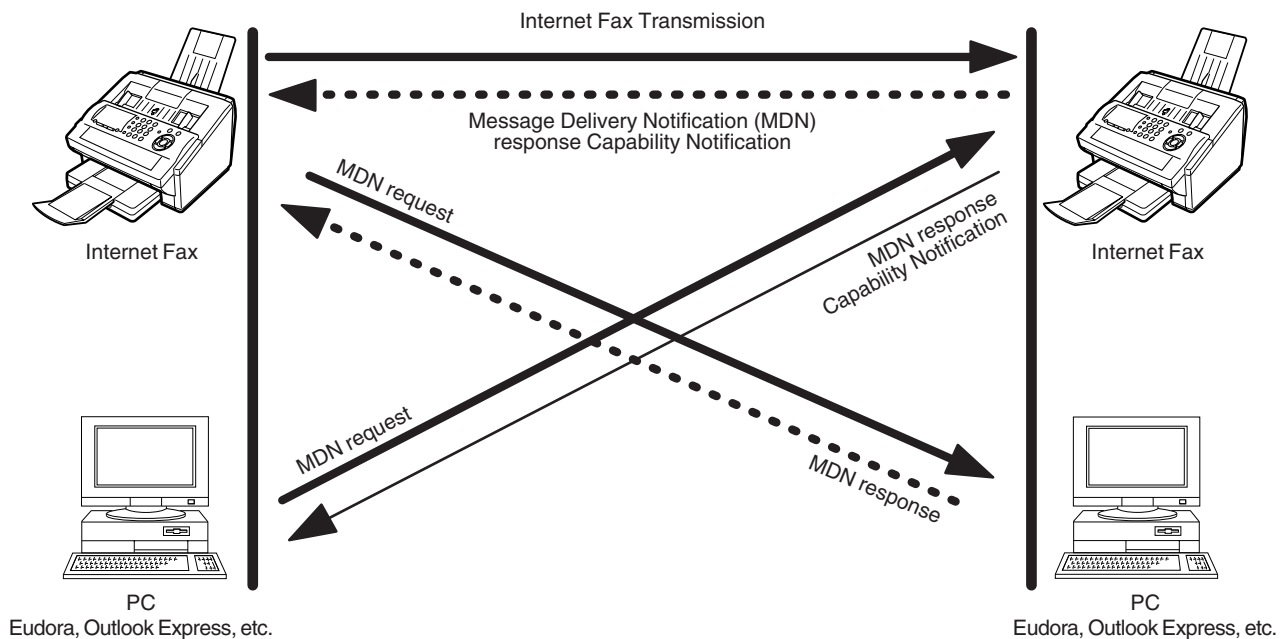 Internet Fax Transmission
Message Delivery Notification (MDN)
response Capability Notification
MDN request
MDN response
Capability Notification
Internet Fax
Internet Fax
MDN request
MDN response
PC
Eudora, Outlook Express, etc.
PC
Eudora, Outlook Express, etc.